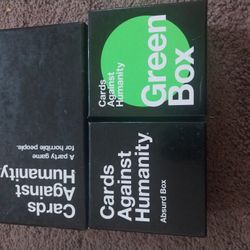 Cards
Against
Humanity.
A party game
for horrible people.
Cards
Against
Humanity
Green
Box
Cards
Against
Humanity.
Absurd Box